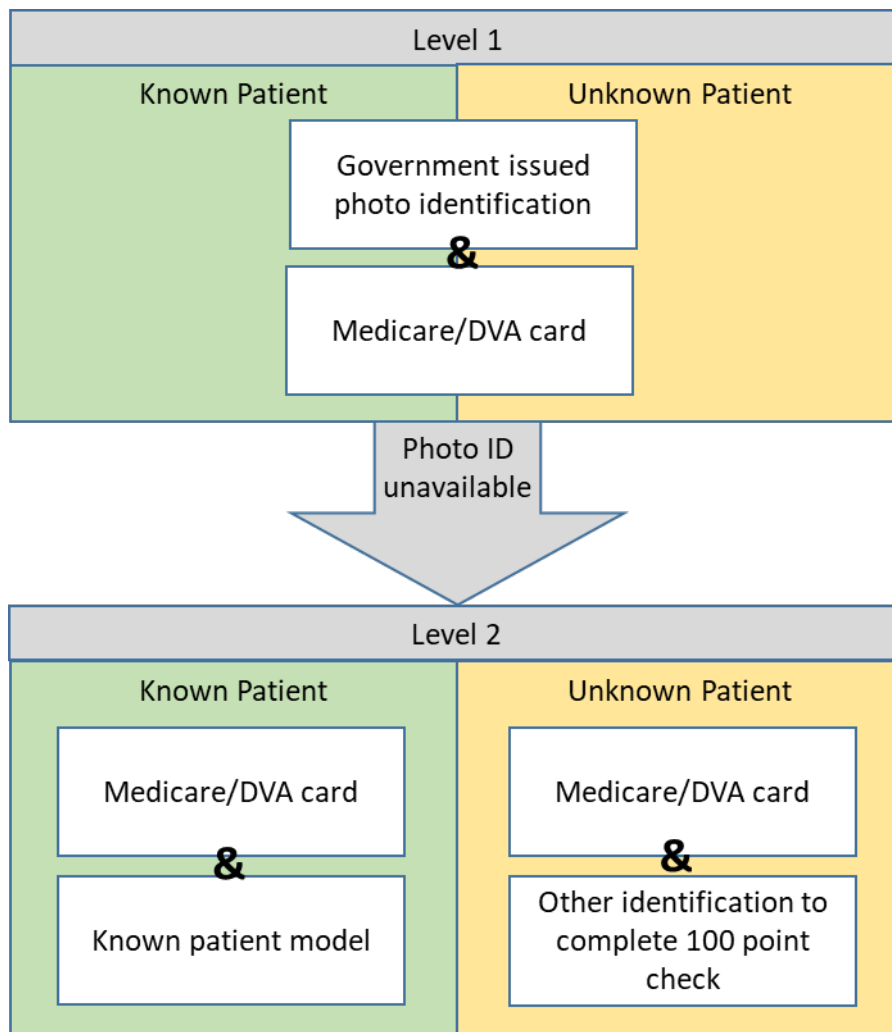 Level 1
Known Patient
Unknown Patient
Government issued
photo identification
&
Medicare/DVA card
Photo ID
unavailable
Level 2
Known Patient
Medicare/DVA card
&
Known patient model
Unknown Patient
Medicare/DVA card
&
Other identification to
complete 100 point
check